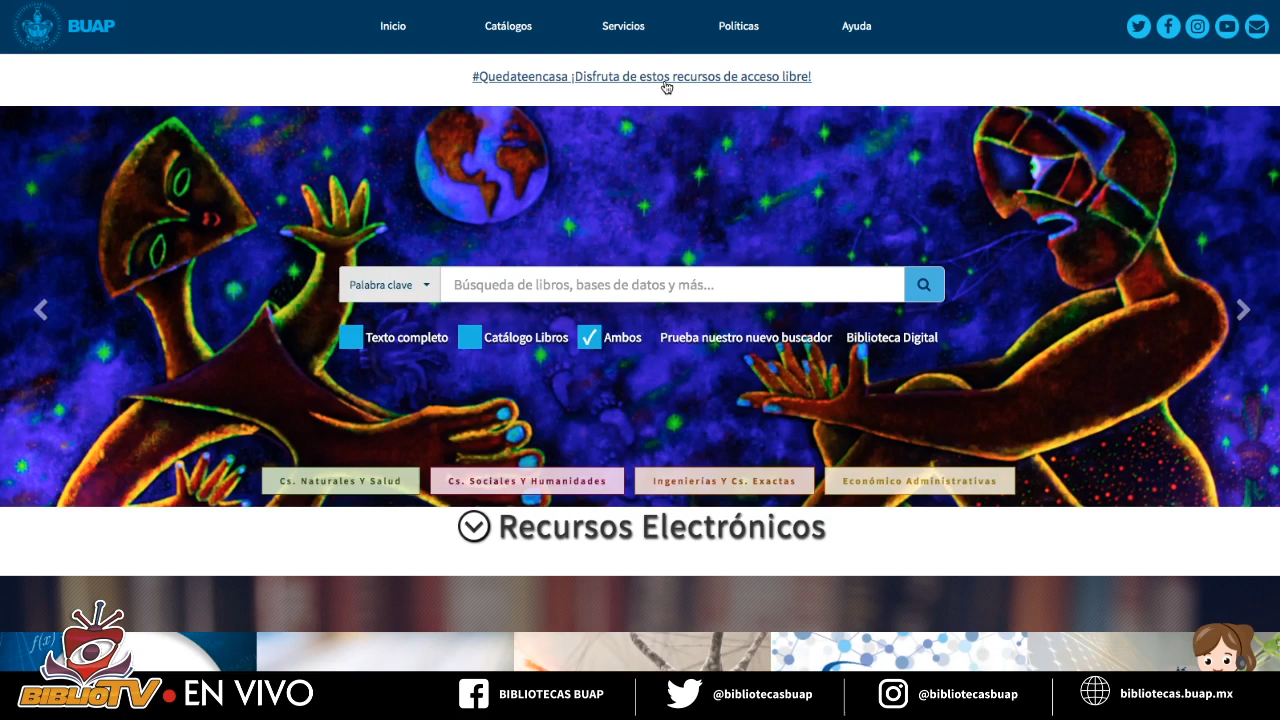 BUAP
Inicio
Catálogos
Servicios
Políticas
Ayuda
#Quedateencasa ¡Disfruta de estos recursos de acceso libre!
Palabra clave
Búsqueda de libros, bases de datos y más...
Texto completo
Catálogo Libros
Ambos
Prueba nuestro nuevo buscador
Biblioteca Digital
Cs. Naturales Y Salud
Cs. Sociales Y Humanidades
Ingenierías Y Cs. Exactas
Económico Administrativas
Recursos Electrónicos
f(x)
BIBLIOTV
EN VIVO
BIBLIOTECAS BUAP
@bibliotecasbuap
@bibliotecasbuap
bibliotecas.buap.mx